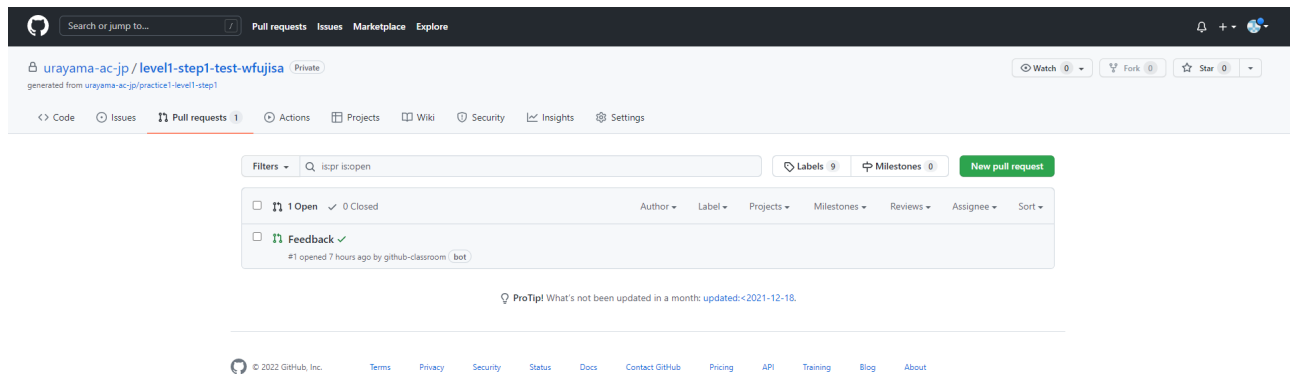 Search or jump to... / Pull requests Issues Marketplace Explore
urayama-ac-jp / level1-step1-test-wfujisa Private Watch 0 Fork 0 Star 0
generated from urayama-ac-jp/practice1-level1-step1
<> Code Issues Pull requests 1 Actions Projects Wiki Security Insights Settings
Filters is:pr is:open Labels 9 Milestones 0 New pull request
1 Open 0 Closed Author Label Projects Milestones Reviews Assignee Sort
Feedback
#1 opened 7 hours ago by github-classroom bot
ProTip! What's not been updated in a month: updated:<2021-12-18.
© 2022 GitHub, Inc. Terms Privacy Security Status Docs Contact GitHub Pricing API Training Blog About